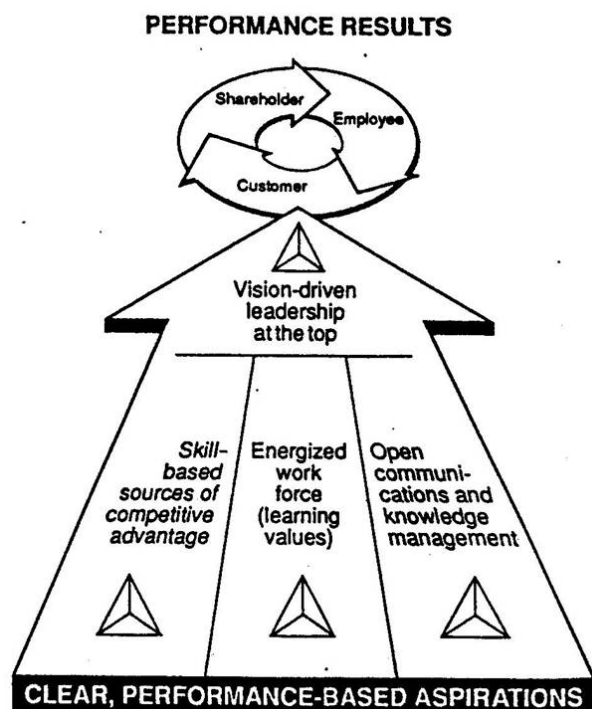 PERFORMANCE RESULTS
Shareholder
Employee
Customer
Vision-driven
leadership
at the top
Skill-
based
sources of
competitive
advantage
Energized
work
force
(learning
values)
Open
communi-
cations and
knowledge
management
CLEAR, PERFORMANCE-BASED ASPIRATIONS